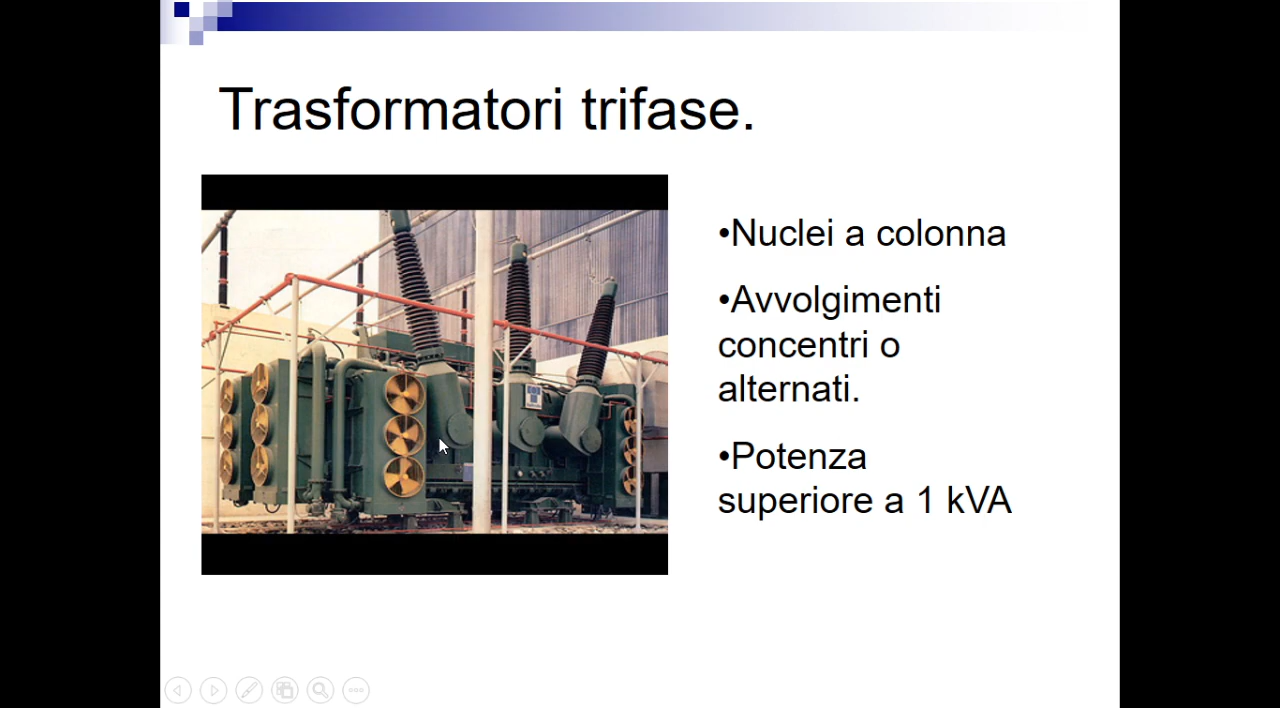 Trasformatori trifase.
•Nuclei a colonna
•Avvolgimenti
concentri o
alternati.
•Potenza
superiore a 1 kVA